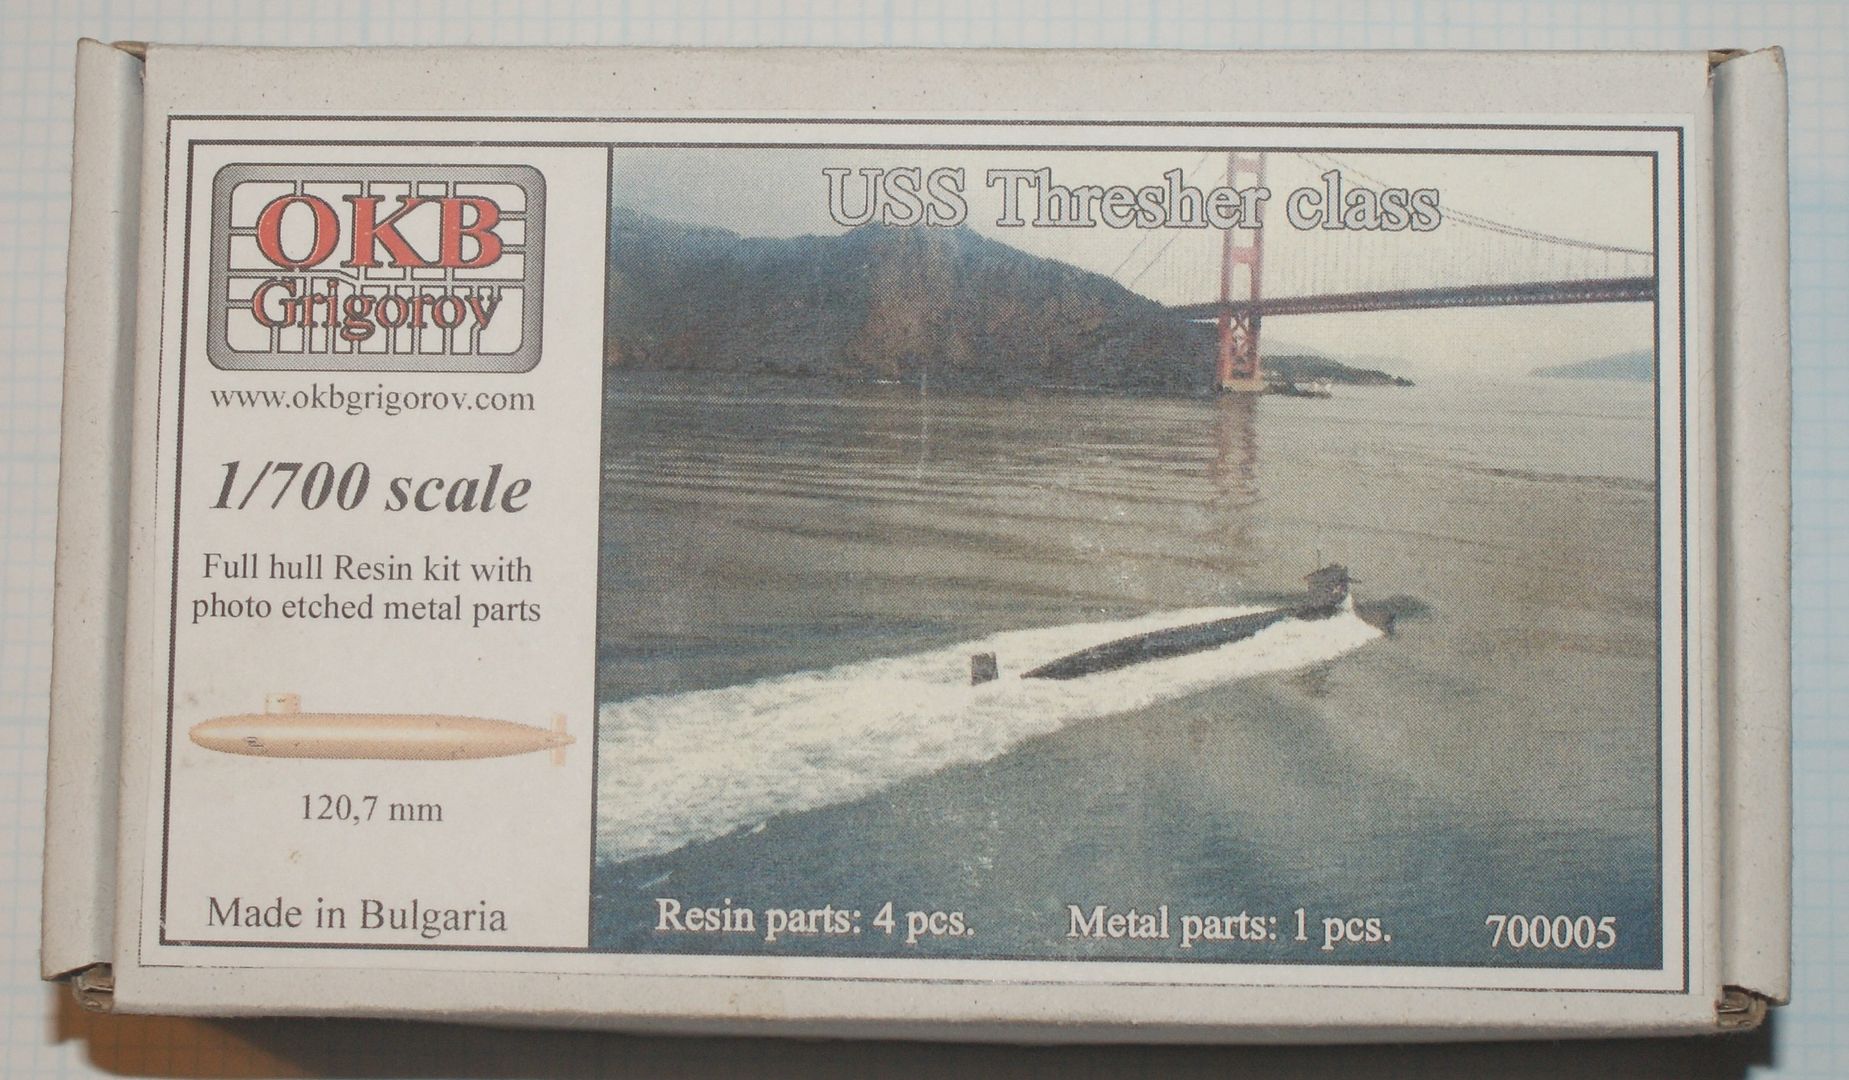 OKB
Grigorov
www.okbgrigorov.com
1/700 scale
Full hull Resin kit with
photo etched metal parts
120,7 mm
Made in Bulgaria
USS Thresher class
Resin parts: 4 pcs.
Metal parts: 1 pcs.
700005